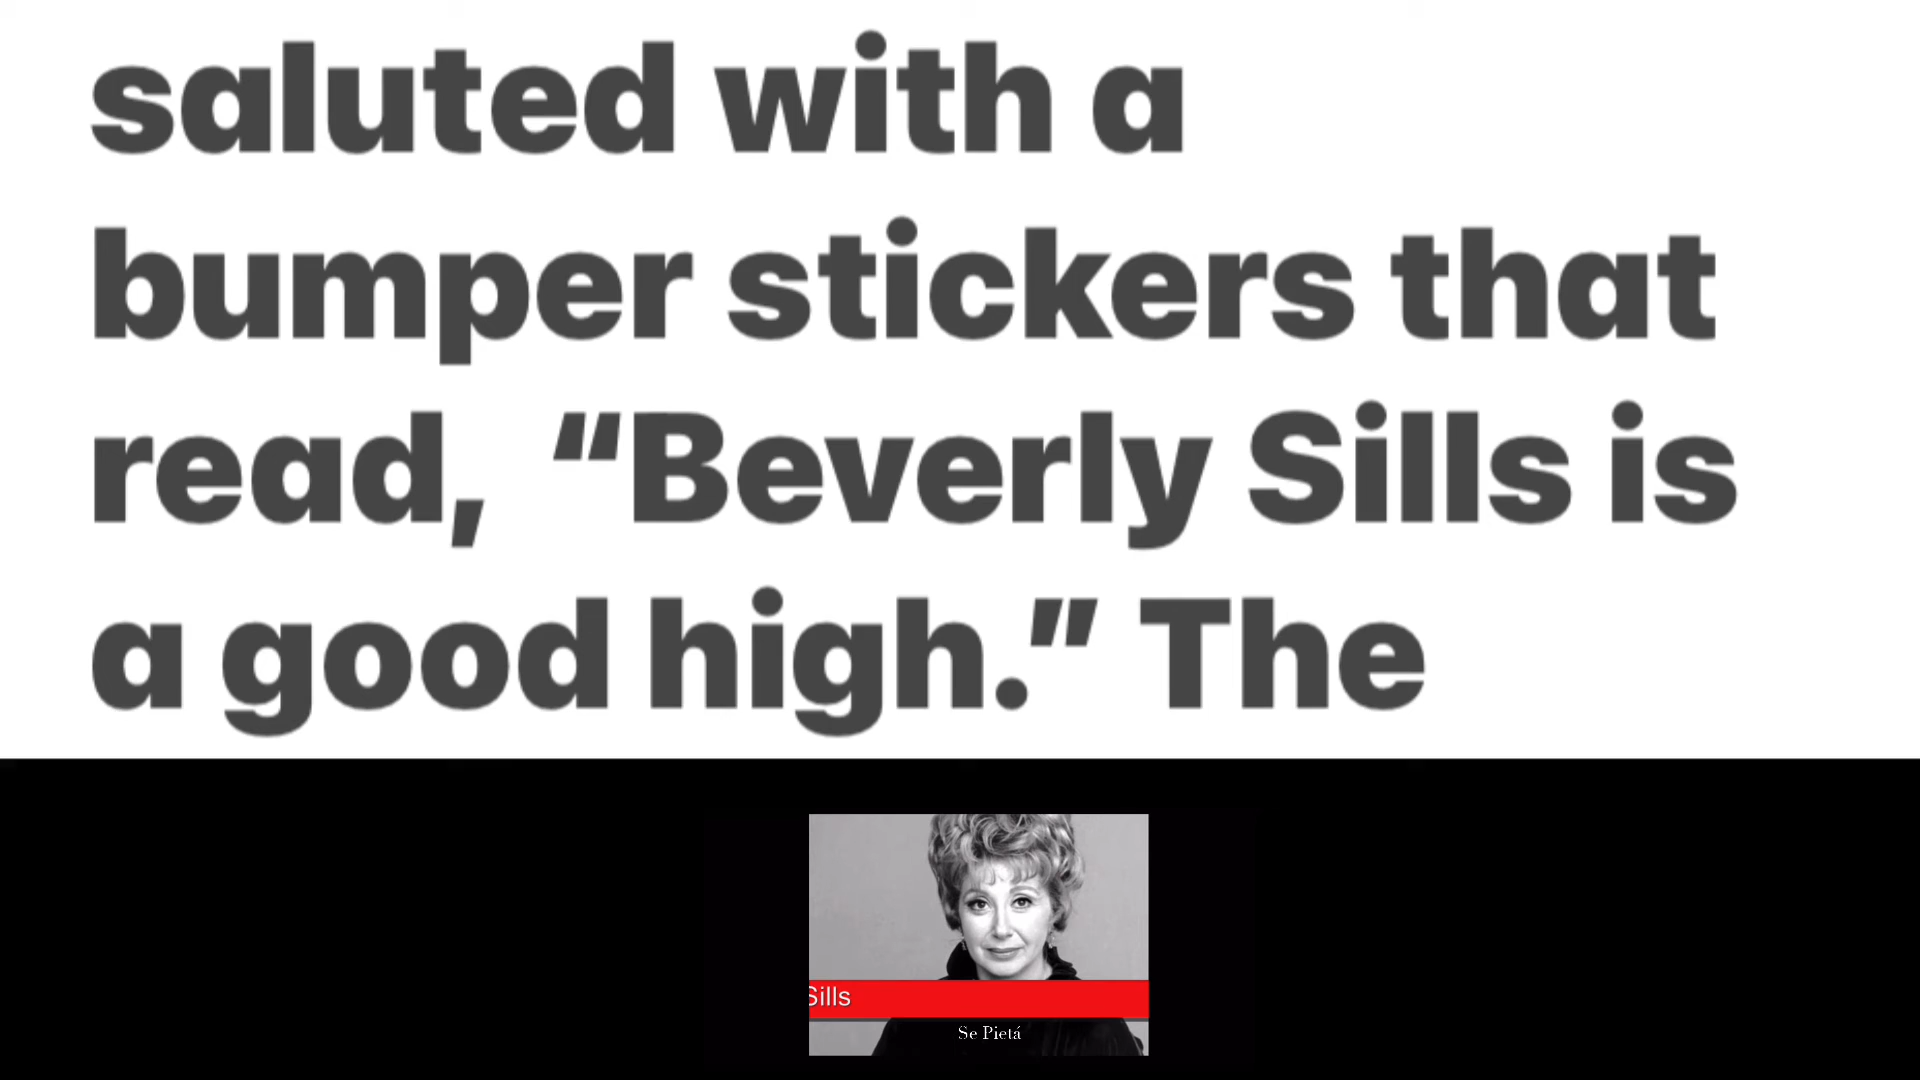 saluted with a
bumper stickers that
read, “Beverly Sills is
a good high.” The
Sills
Se Pietá